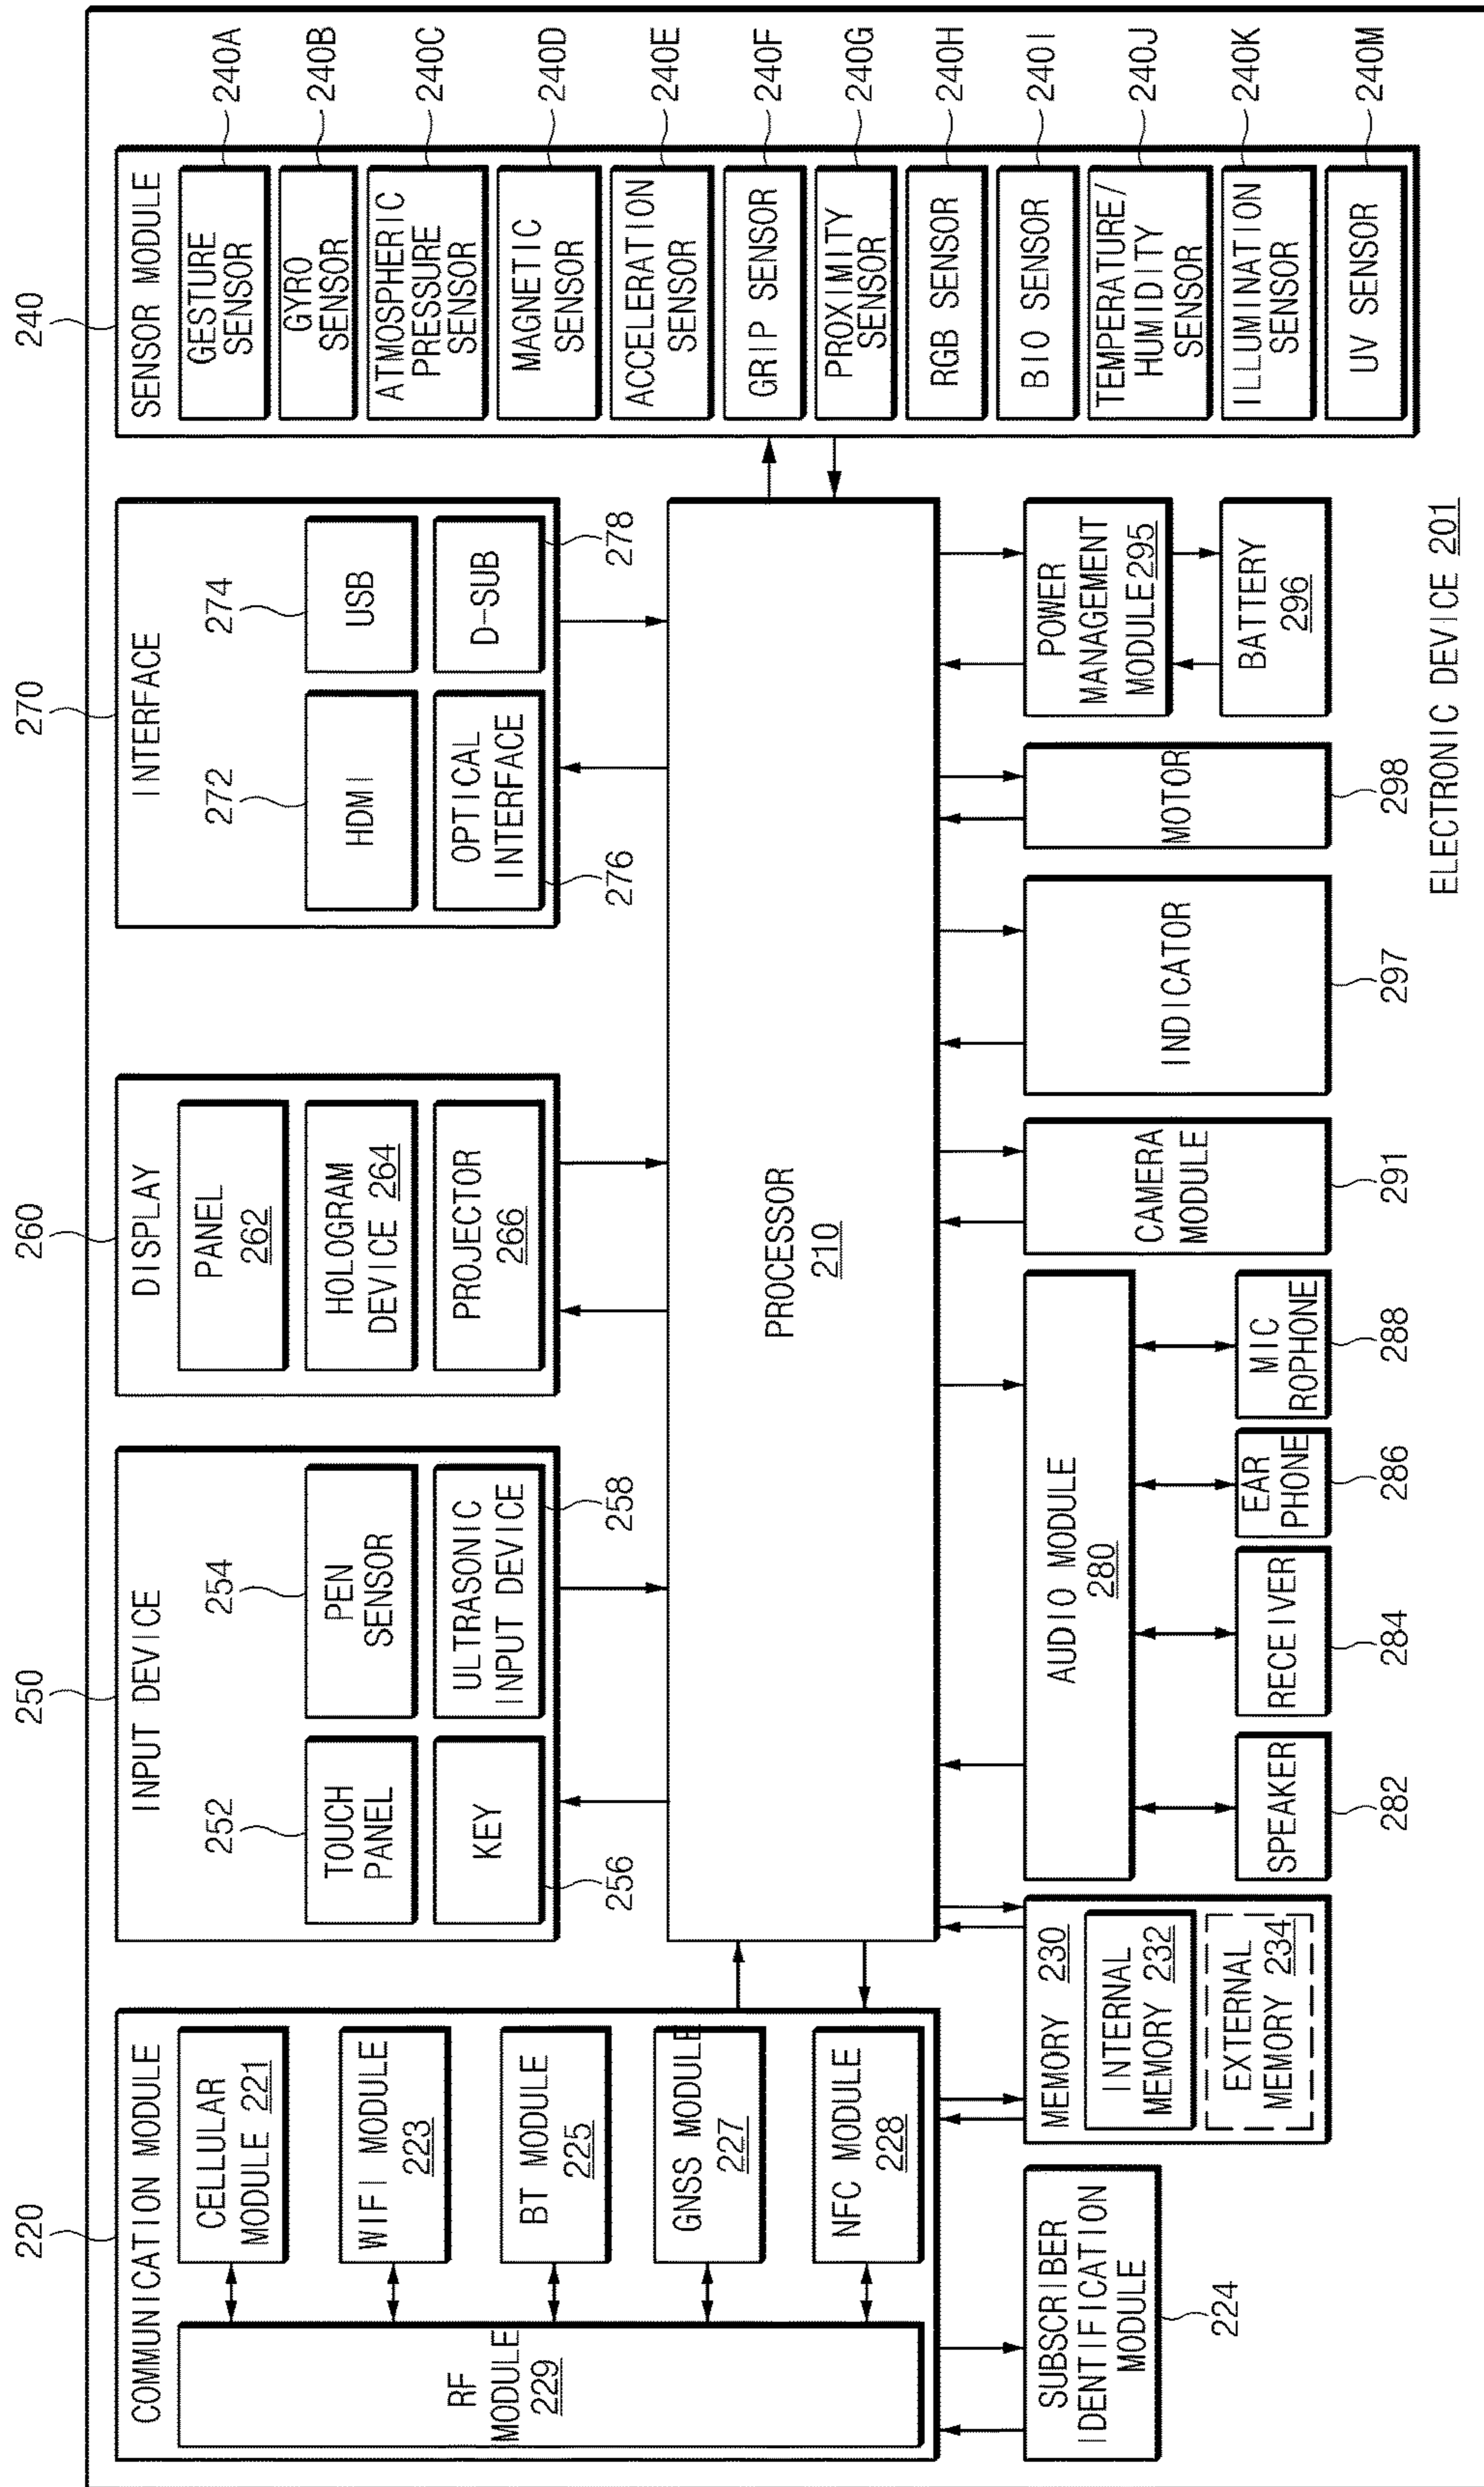 220
COMMUNICATION MODULE
CELLULAR
MODULE 221
WIFI MODULE
223
BT MODULE
225
GNSS MODULE
227
NFC MODULE
228
RF
MODULE
229
250
INPUT DEVICE
252
254
TOUCH
PANEL
PEN
SENSOR
KEY
ULTRASONIC
INPUT DEVICE
256
258
260
DISPLAY
PANEL
262
HOLOGRAM
DEVICE 264
PROJECTOR
266
270
INTERFACE
272
274
HDMI
USB
OPTICAL
INTERFACE
D-SUB
276
278
240
SENSOR MODULE
GESTURE
SENSOR
240A
GYRO
SENSOR
240B
ATMOSPHERIC
PRESSURE
SENSOR
240C
MAGNETIC
SENSOR
240D
ACCELERATION
SENSOR
240E
GRIP SENSOR
240F
PROXIMITY
SENSOR
240G
RGB SENSOR
240H
BIO SENSOR
240I
TEMPERATURE/
HUMIDITY
SENSOR
240J
ILLUMINATION
SENSOR
240K
UV SENSOR
240M
PROCESSOR
210
SUBSCRIBER
IDENTIFICATION
MODULE
224
MEMORY 230
INTERNAL
MEMORY 232
EXTERNAL
MEMORY 234
AUDIO MODULE
280
SPEAKER
282
RECEIVER
284
EAR
PHONE
286
MIC
ROPHONE
288
CAMERA
MODULE
291
INDICATOR
297
MOTOR
298
POWER
MANAGEMENT
MODULE295
BATTERY
296
ELECTRONIC DEVICE 201